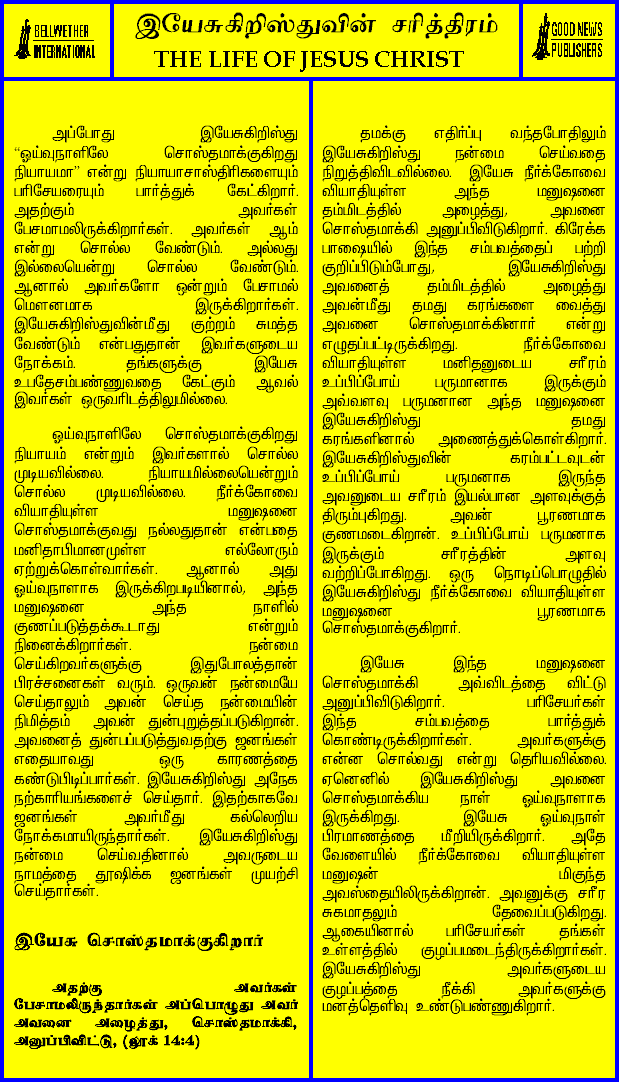 BELLWETHER
INTERNATIONAL
இயேசுகிறிஸ்துவின் சரித்திரம்
THE LIFE OF JESUS CHRIST
GOOD NEWS
PUBLISHERS
அப்போது இயேசுகிறிஸ்து
“ஓய்வுநாளிலே சொஸ்தமாக்குகிறது
நியாயமா” என்று நியாயாசாஸ்திரிகளையும்
பரிசேயரையும் பார்த்துக் கேட்கிறார்.
அதற்கும் அவர்கள்
பேசமாமலிருக்கிறார்கள். அவர்கள் ஆம்
என்று சொல்ல வேண்டும். அல்லது
இல்லையென்று சொல்ல வேண்டும்.
ஆனால் அவர்களோ ஒன்றும் பேசாமல்
மௌனமாக இருக்கிறார்கள்.
இயேசுகிறிஸ்துவின்மீது குற்றம் சுமத்த
வேண்டும் என்பதுதான் இவர்களுடைய
நோக்கம். தங்களுக்கு இயேசு
உபதேசம்பண்ணுவதை கேட்கும் ஆவல்
இவர்கள் ஒருவரிடத்திலுமில்லை.
ஓய்வுநாளிலே சொஸ்தமாக்குகிறது
நியாயம் என்றும் இவர்களால் சொல்ல
முடியவில்லை. நியாயமில்லையென்றும்
சொல்ல முடியவில்லை. நீர்க்கோவை
வியாதியுள்ள மனுஷனை
சொஸ்தமாக்குவது நல்லதுதான் என்பதை
மனிதாபிமானமுள்ள எல்லோரும்
ஏற்றுக்கொள்வார்கள். ஆனால் அது
ஓய்வுநாளாக இருக்கிறபடியினால், அந்த
மனுஷனை அந்த நாளில்
குணப்படுத்தக்கூடாது என்றும்
நினைக்கிறார்கள். நன்மை
செய்கிறவர்களுக்கு இதுபோலத்தான்
பிரச்சனைகள் வரும். ஒருவன் நன்மையே
செய்தாலும் அவன் செய்த நன்மையின்
நிமித்தம் அவன் துன்புறுத்தப்படுகிறான்.
அவனைத் துன்பப்படுத்துவதற்கு ஜனங்கள்
எதையாவது ஒரு காரணத்தை
கண்டுபிடிப்பார்கள். இயேசுகிறிஸ்து அநேக
நற்காரியங்களைச் செய்தார். இதற்காகவே
ஜனங்கள் அவர்மீது கல்லெறிய
நோக்கமாயிருந்தார்கள். இயேசுகிறிஸ்து
நன்மை செய்வதினால் அவருடைய
நாமத்தை தூஷிக்க ஜனங்கள் முயற்சி
செய்தார்கள்.
இயேசு சொஸ்தமாக்குகிறார்
அதற்கு அவர்கள்
பேசாமலிருந்தார்கள் அப்பொழுது அவர்
அவனை அழைத்து, சொஸ்தமாக்கி,
அனுப்பிவிட்டு, (லூக் 14:4)
தமக்கு எதிர்ப்பு வந்தபோதிலும்
இயேசுகிறிஸ்து நன்மை செய்வதை
நிறுத்திவிடவில்லை. இயேசு நீர்க்கோவை
வியாதியுள்ள அந்த மனுஷனை
தம்மிடத்தில் அழைத்து, அவனை
சொஸ்தமாக்கி அனுப்பிவிடுகிறார். கிரேக்க
பாஷையில் இந்த சம்பவத்தைப் பற்றி
குறிப்பிடும்போது, இயேசுகிறிஸ்து
அவனைத் தம்மிடத்தில் அழைத்து
அவன்மீது தமது கரங்களை வைத்து
அவனை சொஸ்தமாக்கினார் என்று
எழுதப்பட்டிருக்கிறது. நீர்க்கோவை
வியாதியுள்ள மனிதனுடைய சரீரம்
உப்பிப்போய் பருமானாக இருக்கும்
அவ்வளவு பருமனான அந்த மனுஷனை
இயேசுகிறிஸ்து தமது
கரங்களினால் அணைத்துக்கொள்கிறார்.
இயேசுகிறிஸ்துவின் கரம்பட்டவுடன்
உப்பிப்போய் பருமனாக இருந்த
அவனுடைய சரீரம் இயல்பான அளவுக்குத்
திரும்புகிறது. அவன் பூரணமாக
குணமடைகிறான். உப்பிப்போய் பருமனாக
இருக்கும் சரீரத்தின் அளவு
வற்றிப்போகிறது. ஒரு நொடிப்பொழுதில்
இயேசுகிறிஸ்து நீர்க்கோவை வியாதியுள்ள
மனுஷனை பூரணமாக
சொஸ்தமாக்குகிறார்.
இயேசு இந்த மனுஷனை
சொஸ்தமாக்கி அவ்விடத்தை விட்டு
அனுப்பிவிடுகிறார். பரிசேயர்கள்
இந்த சம்பவத்தை பார்த்துக்
கொண்டிருக்கிறார்கள். அவர்களுக்கு
என்ன சொல்வது என்று தெரியவில்லை.
ஏனெனில் இயேசுகிறிஸ்து அவனை
சொஸ்தமாக்கிய நாள் ஓய்வுநாளாக
இருக்கிறது. இயேசு ஓய்வுநாள்
பிரமாணத்தை மீறியிருக்கிறார். அதே
வேளையில் நீர்க்கோவை வியாதியுள்ள
மனுஷன் மிகுந்த
அவஸ்தையிலிருக்கிறான். அவனுக்கு சரீர
சுகமாதலும் தேவைப்படுகிறது.
ஆகையினால் பரிசேயர்கள் தங்கள்
உள்ளத்தில் குழப்பமடைந்திருக்கிறார்கள்.
இயேசுகிறிஸ்து அவர்களுடைய
குழப்பத்தை நீக்கி அவர்களுக்கு
மனத்தெளிவு உண்டுபண்ணுகிறார்.